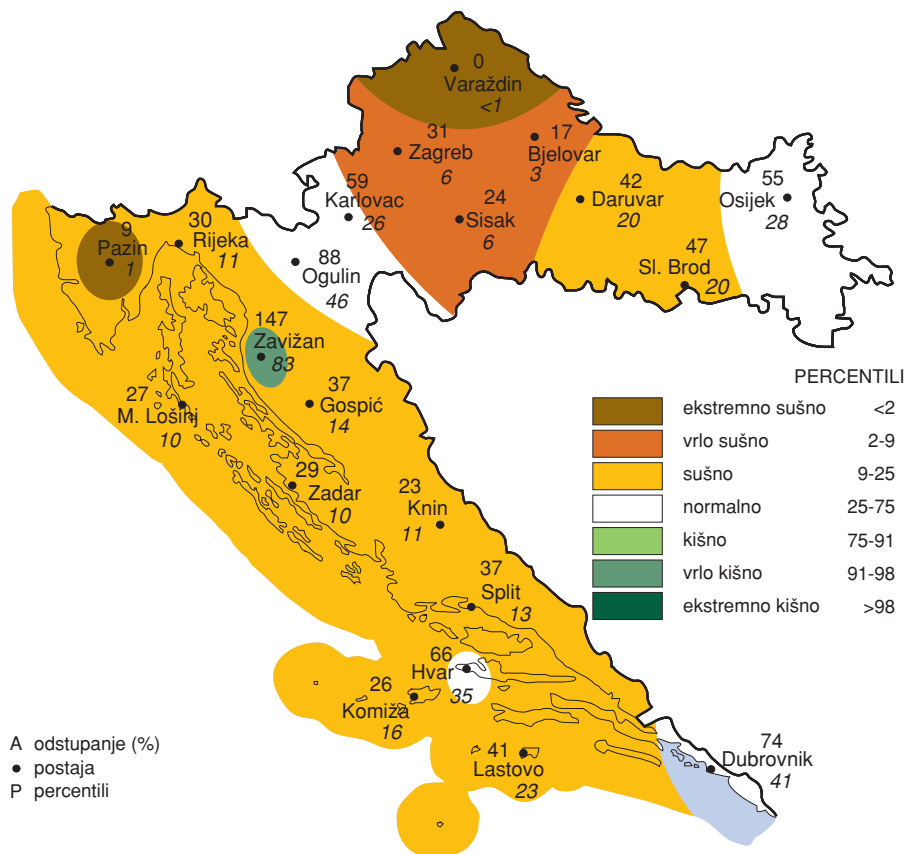 0
Varaždin
<1
31
Zagreb
6
17
Bjelovar
3
59
Karlovac
26
24
Sisak
6
42
Daruvar
20
55
Osijek
28
47
Sl. Brod
20
9
Pazin
1
30
Rijeka
11
88
Ogulin
46
147
Zavižan
83
27
M. Lošinj
10
37
Gospić
14
29
Zadar
10
23
Knin
11
37
Split
13
66
Hvar
35
26
Komiža
16
41
Lastovo
23
74
Dubrovnik
41
PERCENTILI
ekstremno sušno <2
vrlo sušno 2-9
sušno 9-25
normalno 25-75
kišno 75-91
vrlo kišno 91-98
ekstremno kišno >98
A odstupanje (%)
● postaja
P percentili